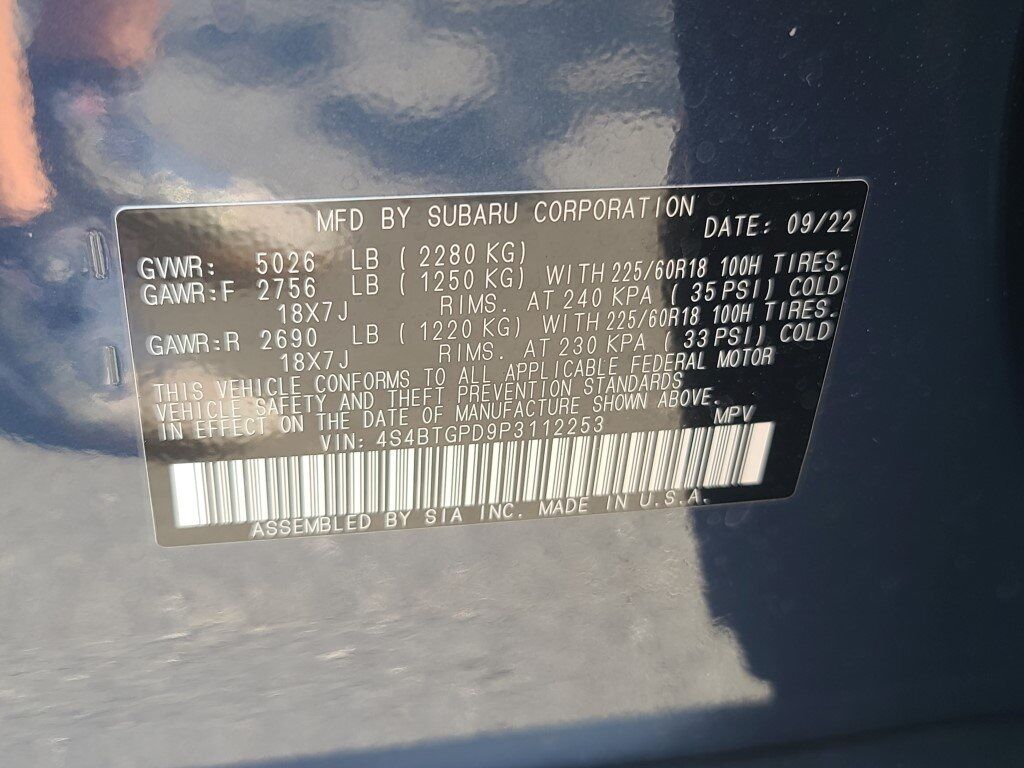 MFD BY SUBARU CORPORATION DATE: 09/22
GVWR: 5026 LB ( 2280 KG)
GAWR:F 2756 LB ( 1250 KG) WITH 225/60R18 100H TIRES.
18X7J RIMS. AT 240 KPA ( 35 PSI) COLD
GAWR:R 2690 LB ( 1220 KG) WITH 225/60R18 100H TIRES.
18X7J RIMS. AT 230 KPA ( 33 PSI) COLD
THIS VEHICLE CONFORMS TO ALL APPLICABLE FEDERAL MOTOR
VEHICLE SAFETY AND THEFT PREVENTION STANDARDS
IN EFFECT ON THE DATE OF MANUFACTURE SHOWN ABOVE.
VIN: 4S4BTGPD9P3112253 MPV
ASSEMBLED BY SIA INC. MADE IN U.S.A.